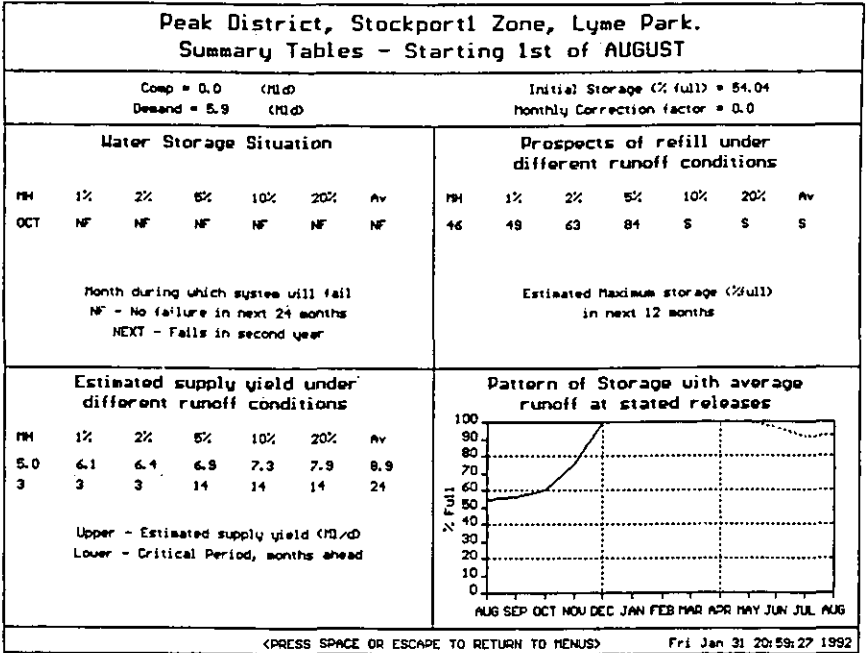 Peak District, Stockport1 Zone, Lyme Park.
Summary Tables - Starting 1st of AUGUST
Comp = 0.0 (Mld)
Demand = 5.9 (Mld)
Initial Storage (% full) = 54.04
Monthly Correction factor = 0.0
Water Storage Situation
MH 1% 2% 5% 10% 20% Av
OCT NF NF NF NF NF NF
Month during which system will fail
NF - No failure in next 24 months
NEXT - Fails in second year
Prospects of refill under
different runoff conditions
MH 1% 2% 5% 10% 20% Av
46 49 63 84 S S S
Estimated Maximum storage (%full)
in next 12 months
Estimated supply yield under
different runoff conditions
MH 1% 2% 5% 10% 20% Av
5.0 6.1 6.4 6.9 7.3 7.9 8.9
3 3 3 14 14 14 24
Upper - Estimated supply yield (Ml/d)
Lower - Critical Period, months ahead
Pattern of Storage with average
runoff at stated releases
100
90
80
70
60
50
40
30
20
10
0
% Full
AUG SEP OCT NOV DEC JAN FEB MAR APR MAY JUN JUL AUG
<PRESS SPACE OR ESCAPE TO RETURN TO MENUS>
Fri Jan 31 20:59:27 1992